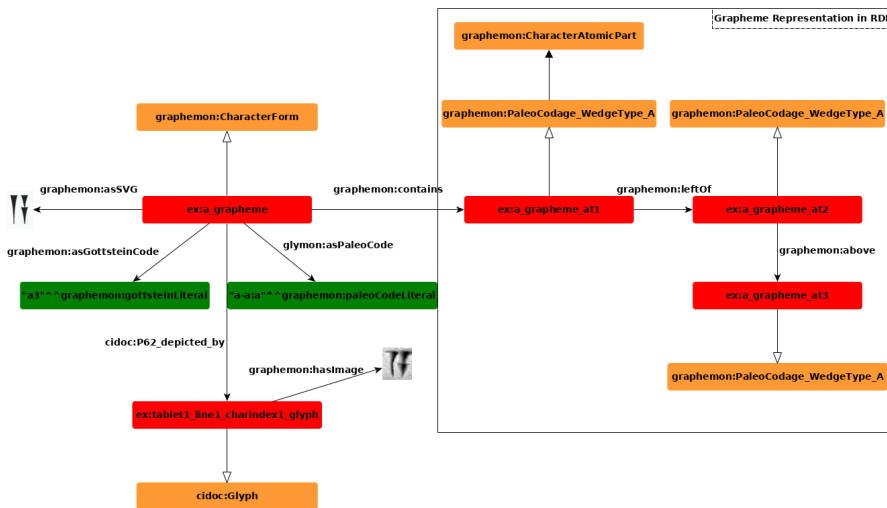 Grapheme Representation in RDF
graphemon:CharacterAtomicPart
graphemon:CharacterForm
graphemon:PaleoCodage_WedgeType_A
graphemon:PaleoCodage_WedgeType_A
graphemon:asSVG
graphemon:contains
graphemon:leftOf
ex:a_grapheme
ex:a_grapheme_at1
ex:a_grapheme_at2
graphemon:asGottsteinCode
glymon:asPaleoCode
graphemon:above
"a3"^^graphemon:gottsteinLiteral
"a-a:a"^^graphemon:paleoCodeLiteral
ex:a_grapheme_at3
cidoc:P62_depicted_by
graphemon:hasImage
graphemon:PaleoCodage_WedgeType_A
ex:tablet1_line1_charindex1_glyph
cidoc:Glyph